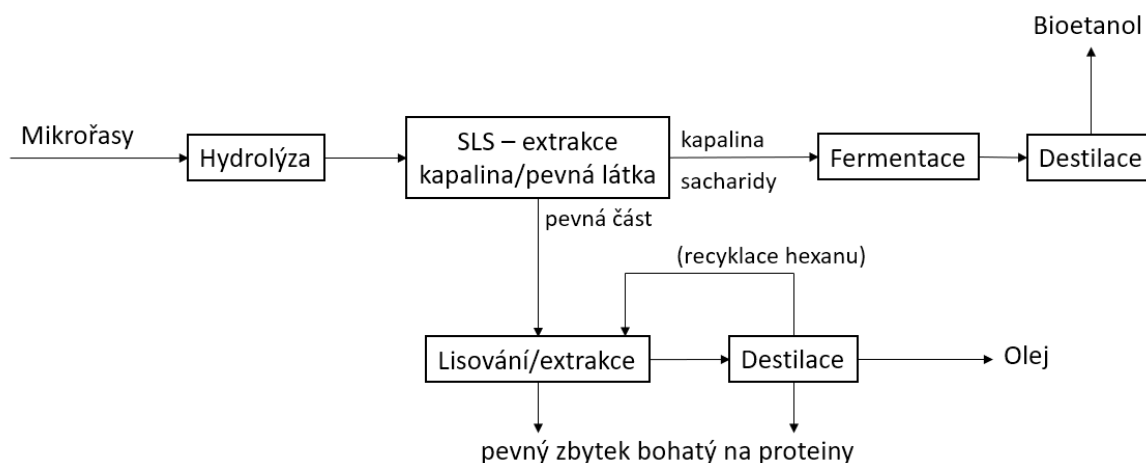 Bioetanol
Mikrořasy
Hydrolýza
SLS – extrakce
kapalina/pevná látka
kapalina
sacharidy
Fermentace
Destilace
pevná část
(recyklace hexanu)
Lisování/extrakce
Destilace
Olej
pevný zbytek bohatý na proteiny